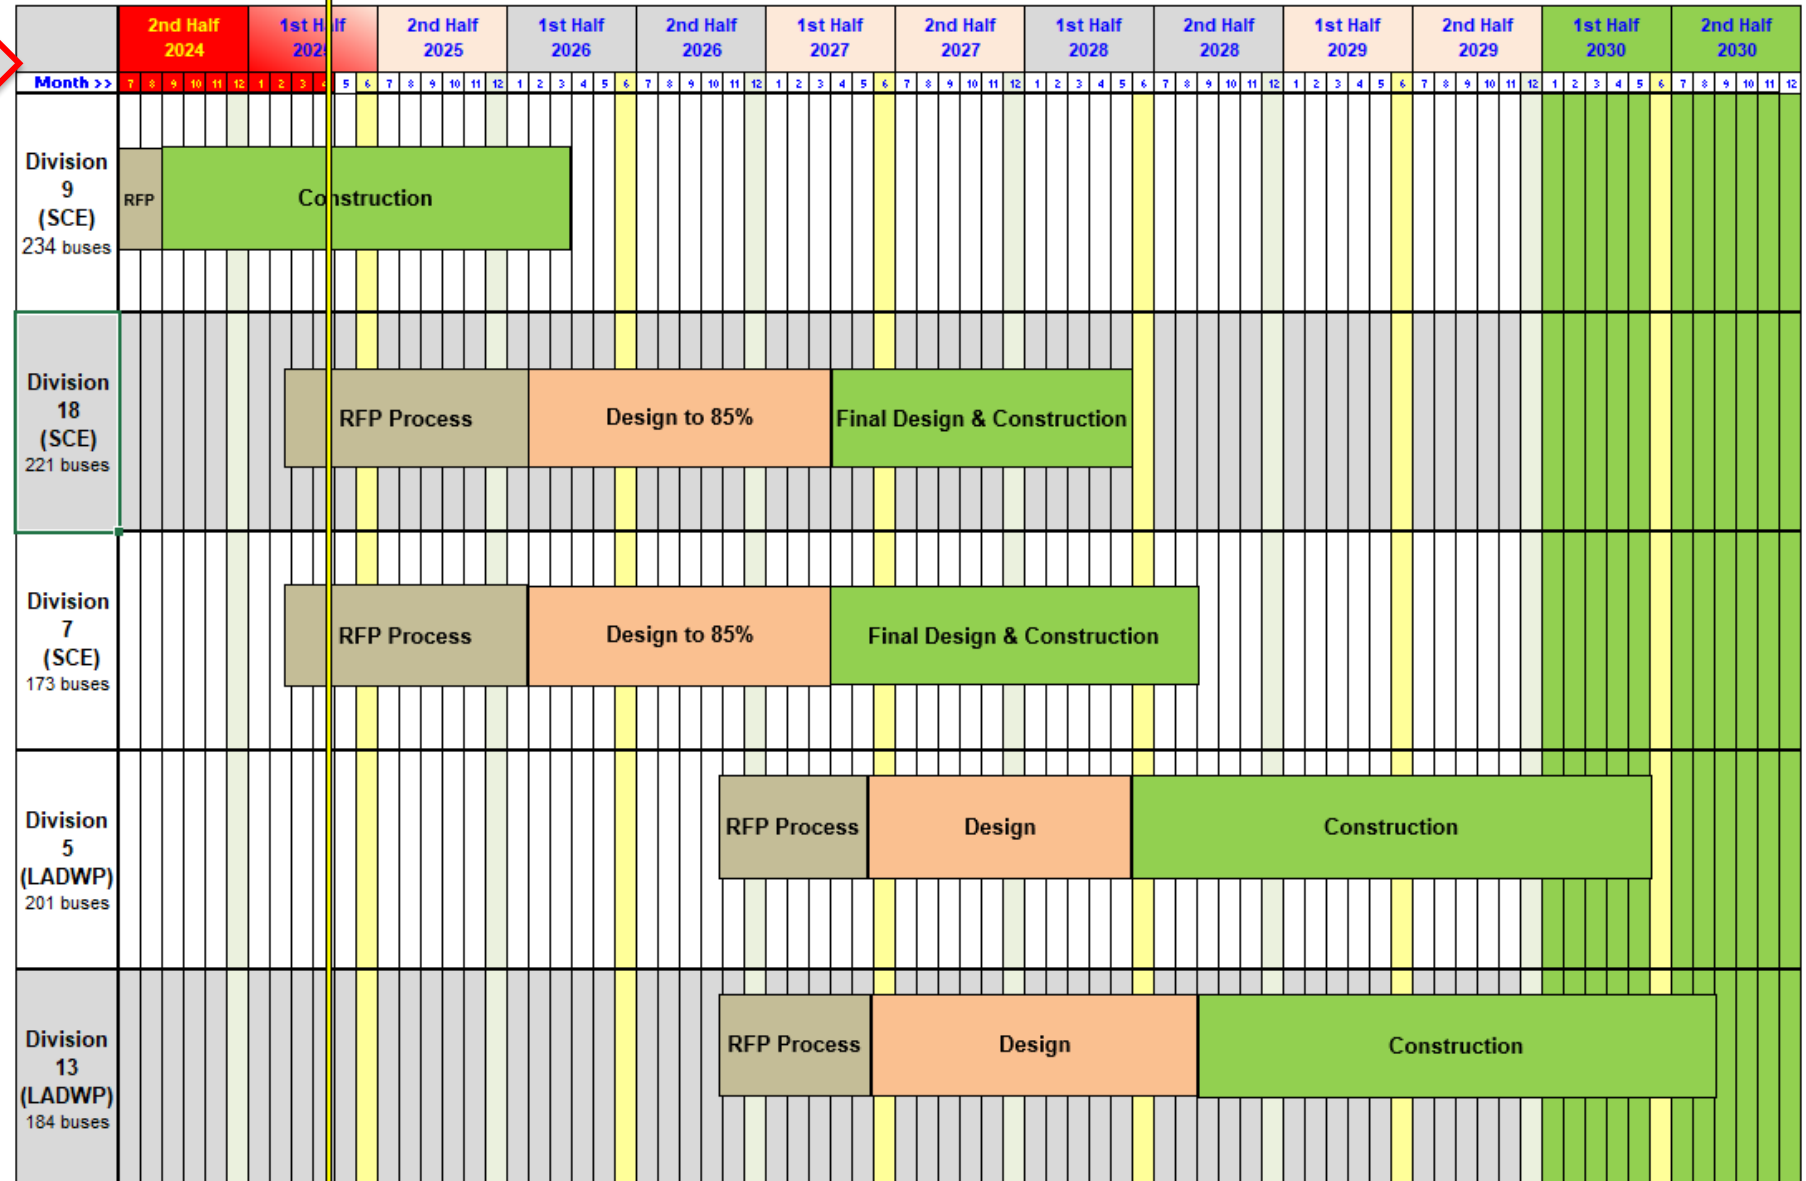 2nd Half 1st Half 2nd Half 1st Half 2nd Half 1st Half 2nd Half 1st Half 2nd Half 1st Half 2nd Half 1st Half 2nd Half
2024 2025 2025 2026 2026 2027 2027 2028 2028 2029 2029 2030 2030
Month >> 7 8 9 10 11 12 1 2 3 4 5 6 7 8 9 10 11 12 1 2 3 4 5 6 7 8 9 10 11 12 1 2 3 4 5 6 7 8 9 10 11 12 1 2 3 4 5 6 7 8 9 10 11 12 1 2 3 4 5 6 7 8 9 10 11 12 1 2 3 4 5 6 7 8 9 10 11 12
Division
9
(SCE)
234 buses
RFP
Construction
Division
18
(SCE)
221 buses
RFP Process
Design to 85%
Final Design & Construction
Division
7
(SCE)
173 buses
RFP Process
Design to 85%
Final Design & Construction
Division
5
(LADWP)
201 buses
RFP Process
Design
Construction
Division
13
(LADWP)
184 buses
RFP Process
Design
Construction